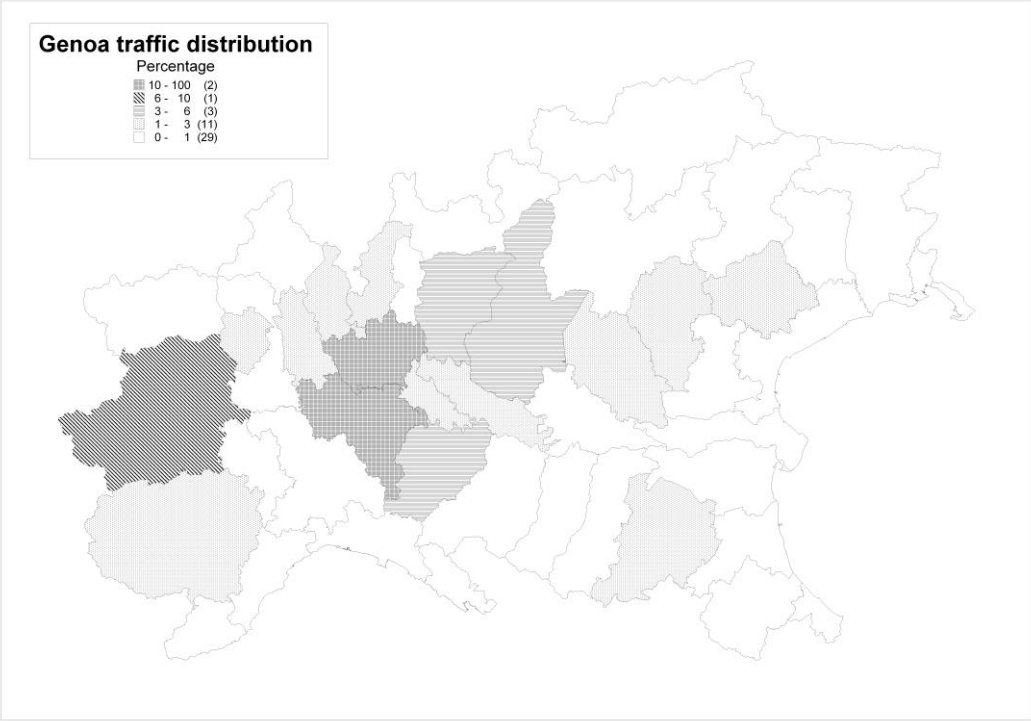 Genoa traffic distribution
Percentage
10 - 100 (2)
6 - 10 (1)
3 - 6 (3)
1 - 3 (11)
0 - 1 (29)